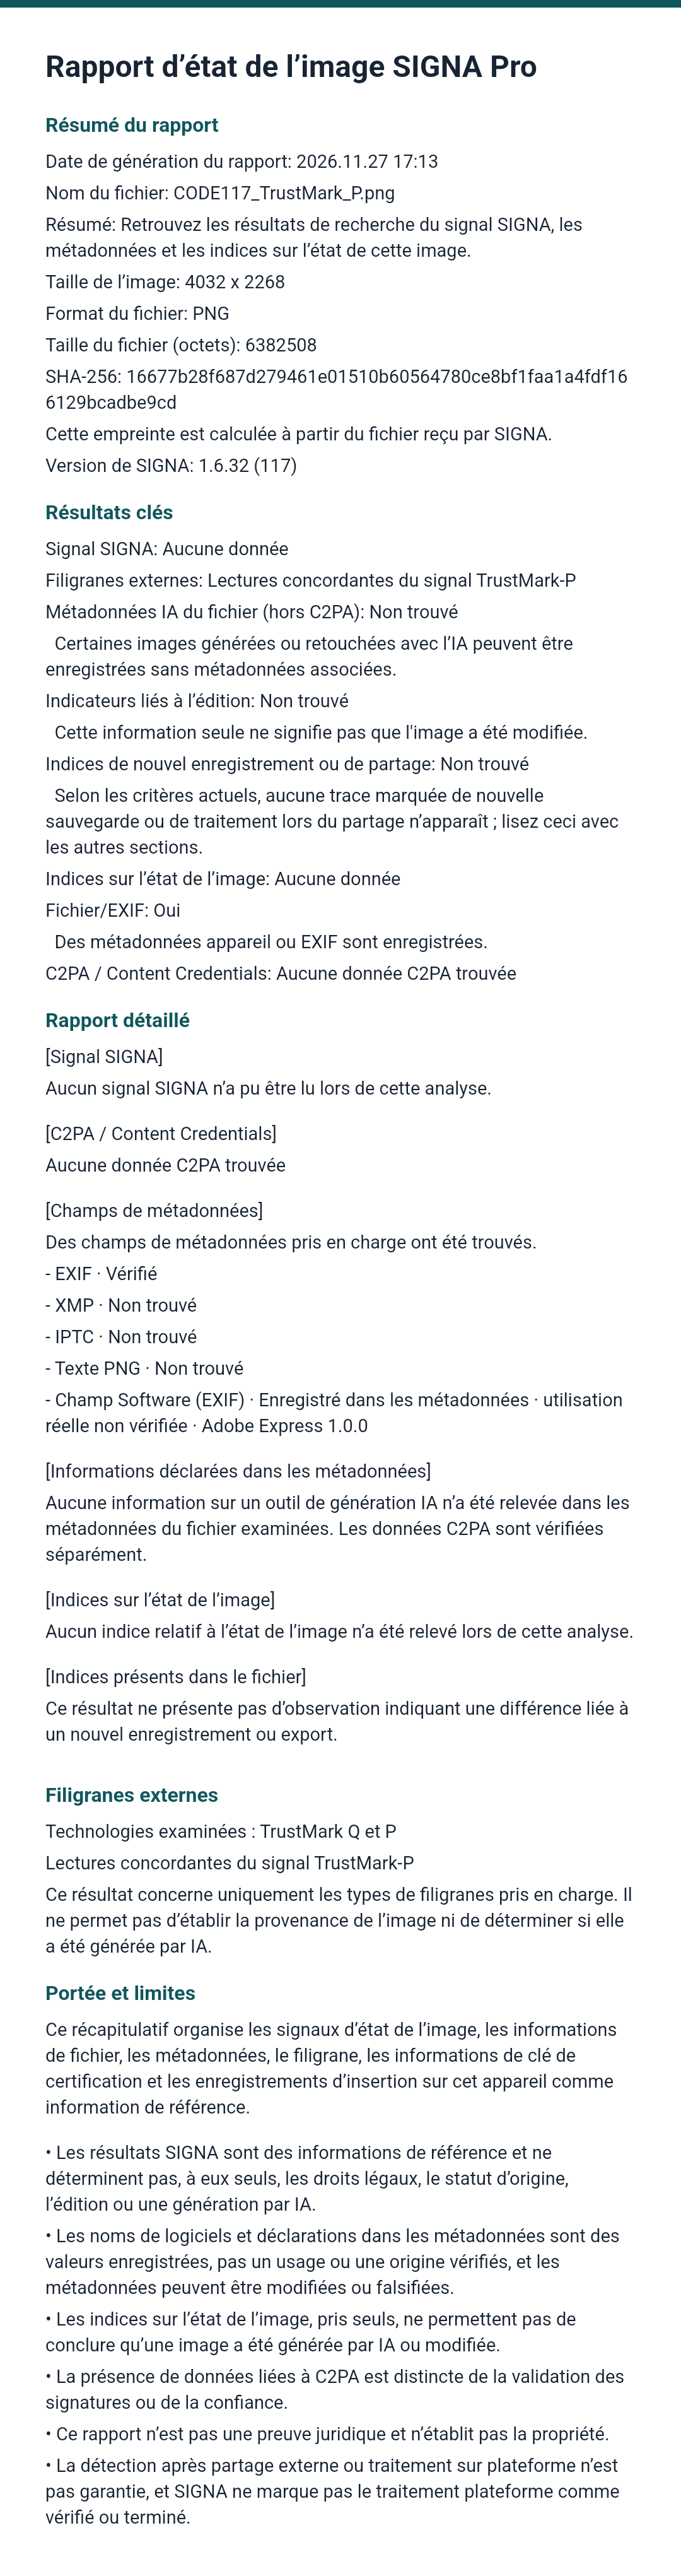 Rapport d’état de l’image SIGNA Pro
Résumé du rapport
Date de génération du rapport: 2026.11.27 17:13
Nom du fichier: CODE117_TrustMark_P.png
Résumé: Retrouvez les résultats de recherche du signal SIGNA, les
métadonnées et les indices sur l’état de cette image.
Taille de l’image: 4032 x 2268
Format du fichier: PNG
Taille du fichier (octets): 6382508
SHA-256: 16677b28f687d279461e01510b60564780ce8bf1faa1a4fdf16
6129bcadbe9cd
Cette empreinte est calculée à partir du fichier reçu par SIGNA.
Version de SIGNA: 1.6.32 (117)
Résultats clés
Signal SIGNA: Aucune donnée
Filigranes externes: Lectures concordantes du signal TrustMark-P
Métadonnées IA du fichier (hors C2PA): Non trouvé
Certaines images générées ou retouchées avec l’IA peuvent être
enregistrées sans métadonnées associées.
Indicateurs liés à l’édition: Non trouvé
Cette information seule ne signifie pas que l'image a été modifiée.
Indices de nouvel enregistrement ou de partage: Non trouvé
Selon les critères actuels, aucune trace marquée de nouvelle
sauvegarde ou de traitement lors du partage n’apparaît ; lisez ceci avec
les autres sections.
Indices sur l’état de l’image: Aucune donnée
Fichier/EXIF: Oui
Des métadonnées appareil ou EXIF sont enregistrées.
C2PA / Content Credentials: Aucune donnée C2PA trouvée
Rapport détaillé
[Signal SIGNA]
Aucun signal SIGNA n’a pu être lu lors de cette analyse.
[C2PA / Content Credentials]
Aucune donnée C2PA trouvée
[Champs de métadonnées]
Des champs de métadonnées pris en charge ont été trouvés.
- EXIF · Vérifié
- XMP · Non trouvé
- IPTC · Non trouvé
- Texte PNG · Non trouvé
- Champ Software (EXIF) · Enregistré dans les métadonnées · utilisation
réelle non vérifiée · Adobe Express 1.0.0
[Informations déclarées dans les métadonnées]
Aucune information sur un outil de génération IA n’a été relevée dans les
métadonnées du fichier examinées. Les données C2PA sont vérifiées
séparément.
[Indices sur l’état de l’image]
Aucun indice relatif à l’état de l’image n’a été relevé lors de cette analyse.
[Indices présents dans le fichier]
Ce résultat ne présente pas d’observation indiquant une différence liée à
un nouvel enregistrement ou export.
Filigranes externes
Technologies examinées : TrustMark Q et P
Lectures concordantes du signal TrustMark-P
Ce résultat concerne uniquement les types de filigranes pris en charge. Il
ne permet pas d’établir la provenance de l’image ni de déterminer si elle
a été générée par IA.
Portée et limites
Ce récapitulatif organise les signaux d’état de l’image, les informations
de fichier, les métadonnées, le filigrane, les informations de clé de
certification et les enregistrements d’insertion sur cet appareil comme
information de référence.
• Les résultats SIGNA sont des informations de référence et ne
déterminent pas, à eux seuls, les droits légaux, le statut d’origine,
l’édition ou une génération par IA.
• Les noms de logiciels et déclarations dans les métadonnées sont des
valeurs enregistrées, pas un usage ou une origine vérifiés, et les
métadonnées peuvent être modifiées ou falsifiées.
• Les indices sur l’état de l’image, pris seuls, ne permettent pas de
conclure qu’une image a été générée par IA ou modifiée.
• La présence de données liées à C2PA est distincte de la validation des
signatures ou de la confiance.
• Ce rapport n’est pas une preuve juridique et n’établit pas la propriété.
• La détection après partage externe ou traitement sur plateforme n’est
pas garantie, et SIGNA ne marque pas le traitement plateforme comme
vérifié ou terminé.